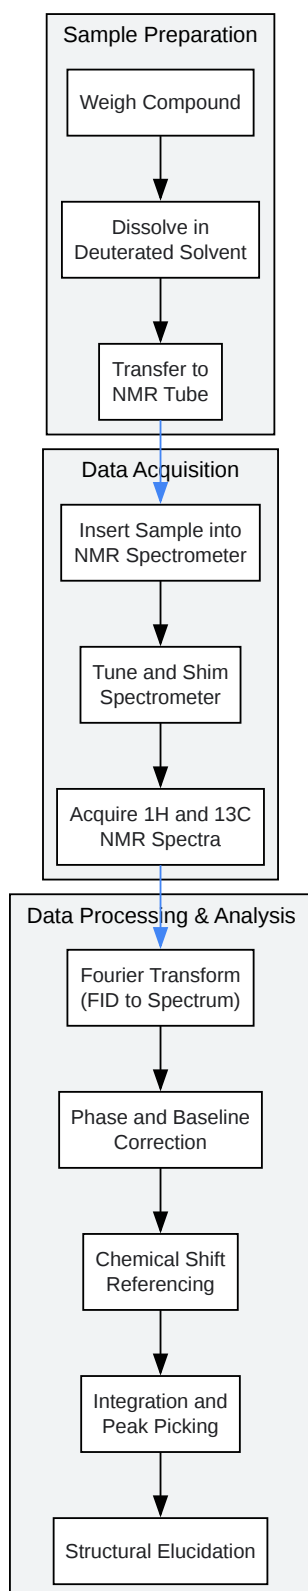 Sample Preparation
Weigh Compound
Dissolve in
Deuterated Solvent
Transfer to
NMR Tube
Data Acquisition
Insert Sample into
NMR Spectrometer
Tune and Shim
Spectrometer
Acquire 1H and 13C
NMR Spectra
Data Processing & Analysis
Fourier Transform
(FID to Spectrum)
Phase and Baseline
Correction
Chemical Shift
Referencing
Integration and
Peak Picking
Structural Elucidation